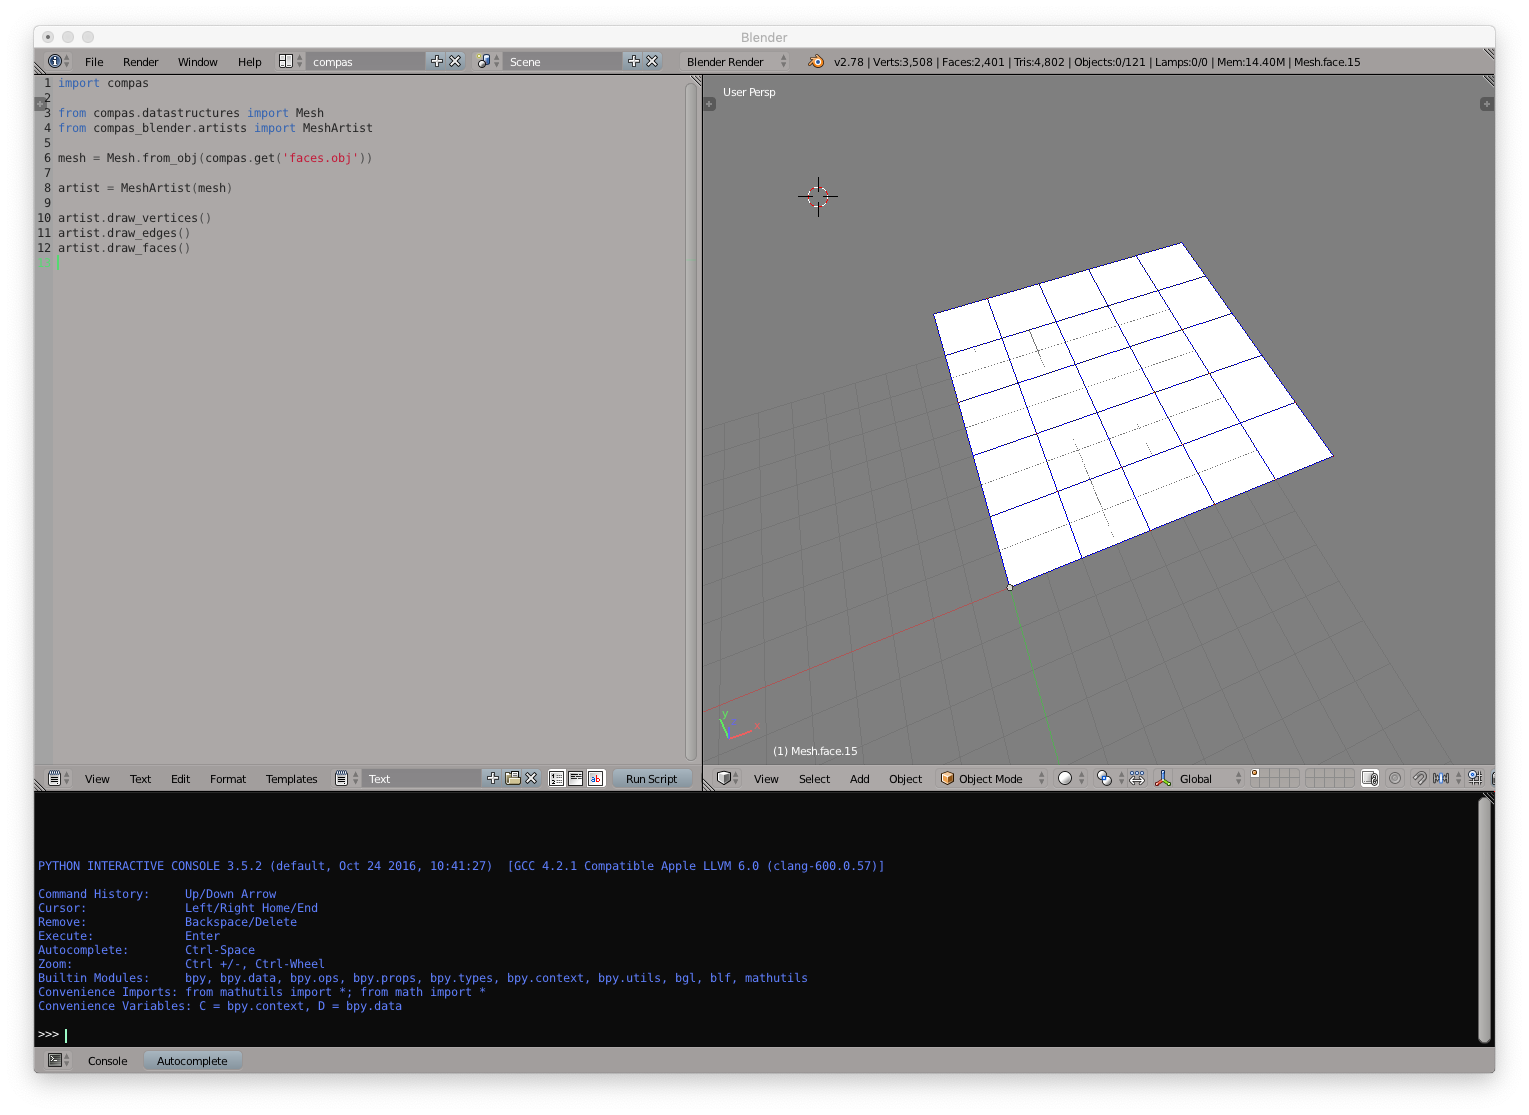 Blender
File Render Window Help compas Scene Blender Render v2.78 | Verts:3,508 | Faces:2,401 | Tris:4,802 | Objects:0/121 | Lamps:0/0 | Mem:14.40M | Mesh.face.15
1 import compas
2
3 from compas.datastructures import Mesh
4 from compas_blender.artists import MeshArtist
5
6 mesh = Mesh.from_obj(compas.get('faces.obj'))
7
8 artist = MeshArtist(mesh)
9
10 artist.draw_vertices()
11 artist.draw_edges()
12 artist.draw_faces()
13
User Persp
y
z
x
(1) Mesh.face.15
View Text Edit Format Templates Text Run Script
View Select Add Object Object Mode Global
PYTHON INTERACTIVE CONSOLE 3.5.2 (default, Oct 24 2016, 10:41:27)  [GCC 4.2.1 Compatible Apple LLVM 6.0 (clang-600.0.57)]
Command History:     Up/Down Arrow
Cursor:              Left/Right Home/End
Remove:              Backspace/Delete
Execute:             Enter
Autocomplete:        Ctrl-Space
Zoom:                Ctrl +/-, Ctrl-Wheel
Builtin Modules:     bpy, bpy.data, bpy.ops, bpy.props, bpy.types, bpy.context, bpy.utils, bgl, blf, mathutils
Convenience Imports: from mathutils import *; from math import *
Convenience Variables: C = bpy.context, D = bpy.data
>>>
Console Autocomplete